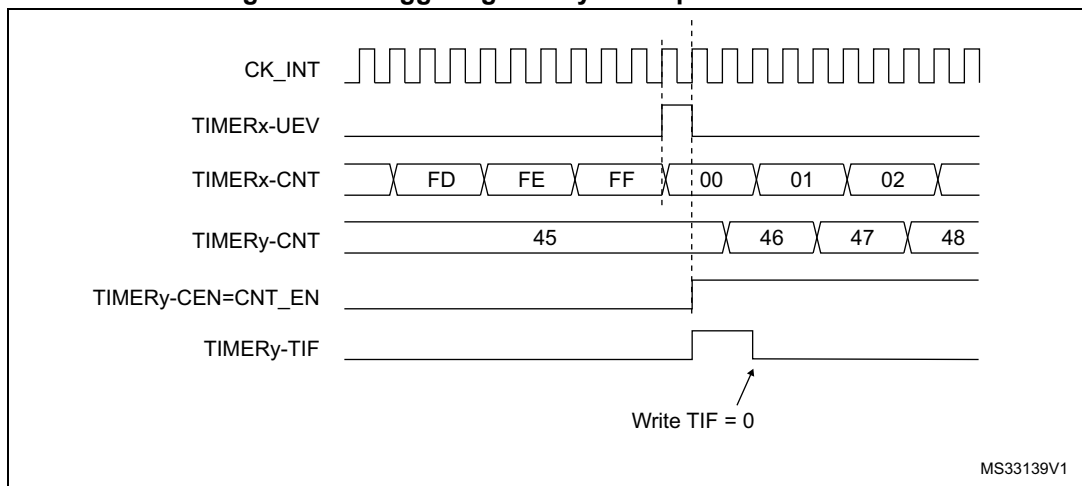 CK_INT
TIMERx-UEV
TIMERx-CNT FD FE FF 00 01 02
TIMERy-CNT 45 46 47 48
TIMERy-CEN=CNT_EN
TIMERy-TIF
Write TIF = 0
MS33139V1